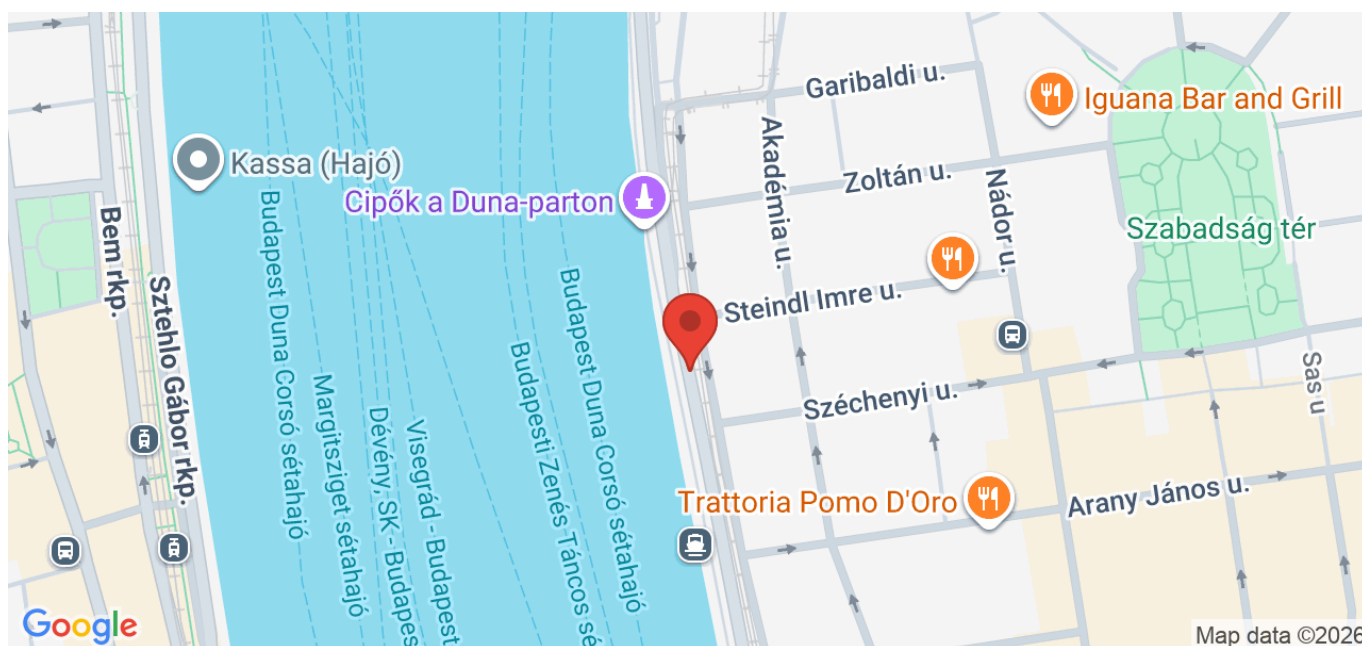 Garibaldi u.
Iguana Bar and Grill
Akadémia u.
Kassa (Hajó)
Zoltán u.
Nádor u.
Cipők a Duna-parton
Szabadság tér
Bem rkp.
Sztehlo Gábor rkp.
Budapest Duna Corsó sétahajó
Margitsziget sétahajó
Dévény, SK - Budapes
Visegrád - Budapest
Budapesti Zenés Táncos sé
Budapest Duna Corsó sétahajó
Steindl Imre u.
Széchenyi u.
Sas u
Trattoria Pomo D'Oro
Arany János u.
Google
Map data ©2026